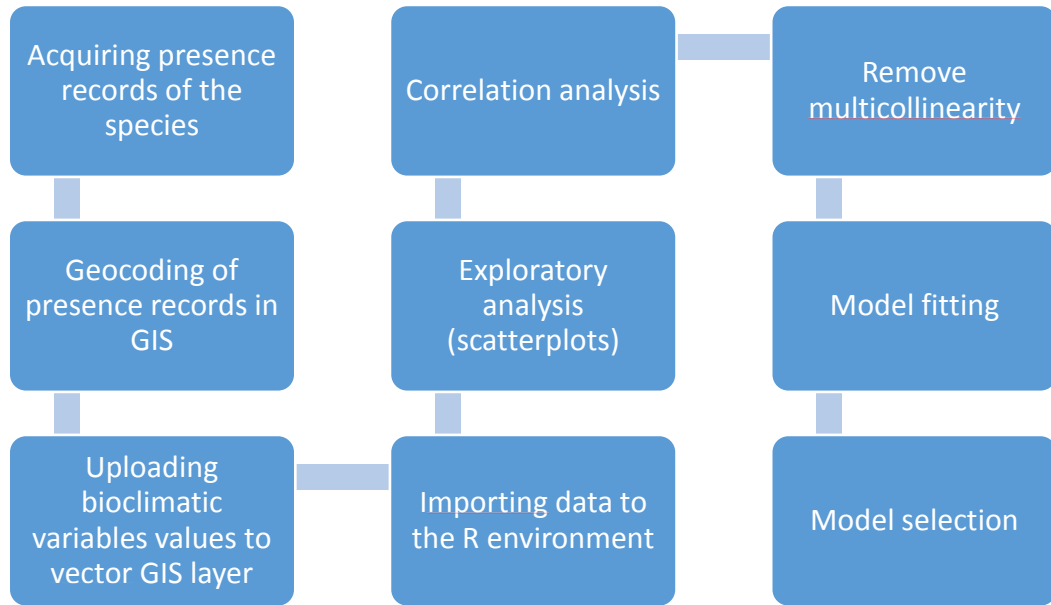 Acquiring presence
records of the
species
Geocoding of
presence records in
GIS
Uploading
bioclimatic
variables values to
vector GIS layer
Importing data to
the R environment
Exploratory
analysis
(scatterplots)
Correlation analysis
Remove
multicollinearity
Model fitting
Model selection